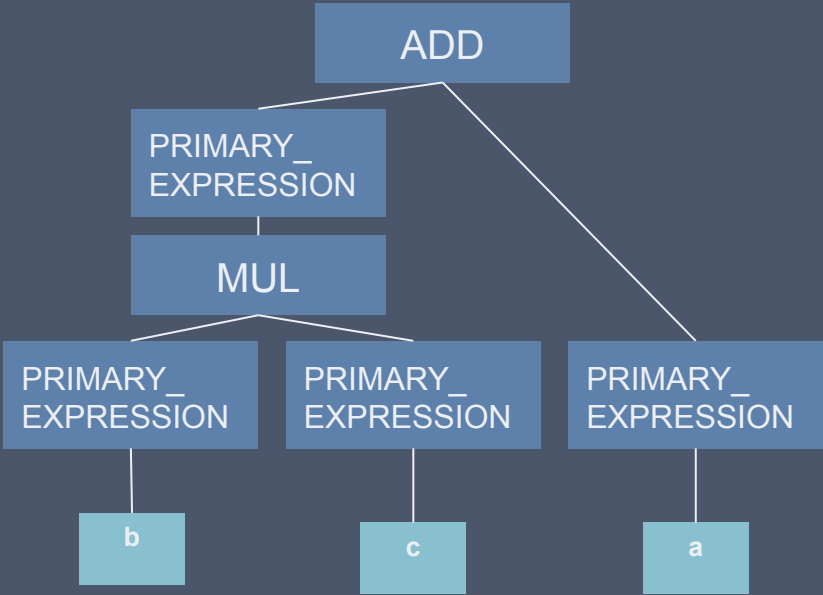 ADD
PRIMARY_
EXPRESSION
MUL
PRIMARY_
EXPRESSION
PRIMARY_
EXPRESSION
PRIMARY_
EXPRESSION
b
c
a